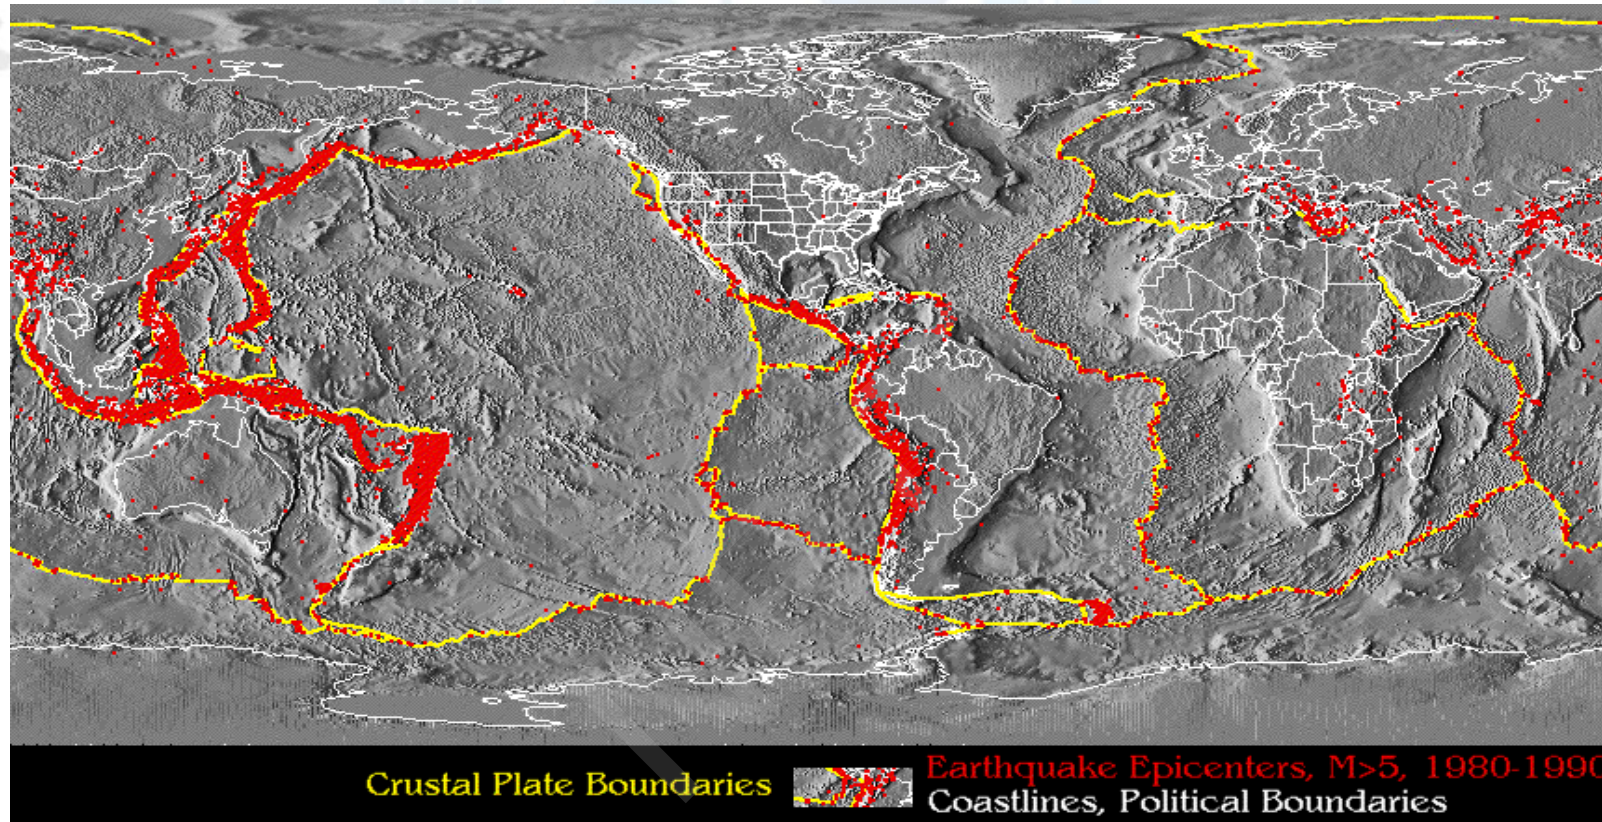 Crustal Plate Boundaries
Earthquake Epicenters, M>5, 1980-1990
Coastlines, Political Boundaries